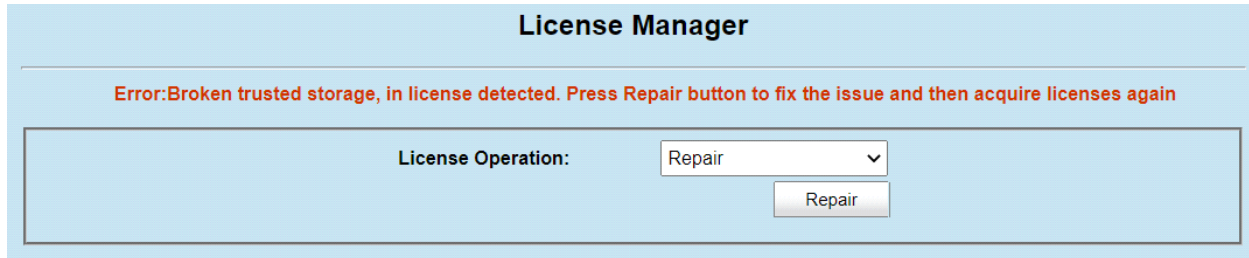 License Manager
Error:Broken trusted storage, in license detected. Press Repair button to fix the issue and then acquire licenses again
License Operation: Repair
Repair